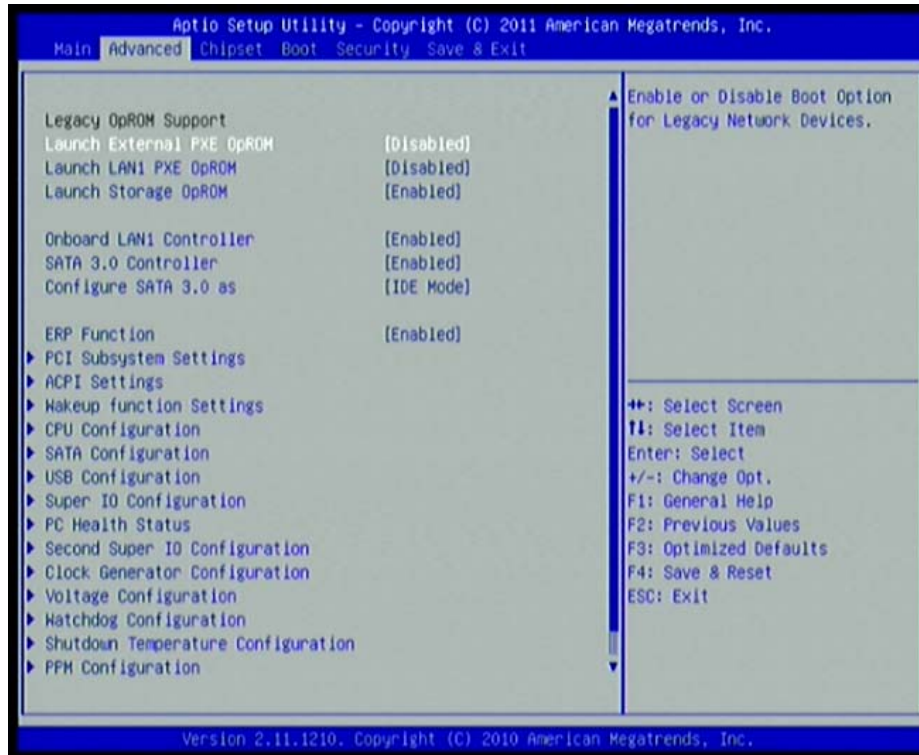 Aptio Setup Utility - Copyright (C) 2011 American Megatrends, Inc.
Main Advanced Chipset Boot Security Save & Exit
Legacy OpROM Support
Launch External PXE OpROM [Disabled]
Launch LAN1 PXE OpROM [Disabled]
Launch Storage OpROM [Enabled]
Onboard LAN1 Controller [Enabled]
SATA 3.0 Controller [Enabled]
Configure SATA 3.0 as [IDE Mode]
ERP Function [Enabled]
PCI Subsystem Settings
ACPI Settings
Wakeup function Settings
CPU Configuration
SATA Configuration
USB Configuration
Super IO Configuration
PC Health Status
Second Super IO Configuration
Clock Generator Configuration
Voltage Configuration
Watchdog Configuration
Shutdown Temperature Configuration
PPM Configuration
Enable or Disable Boot Option
for Legacy Network Devices.
→←: Select Screen
↑↓: Select Item
Enter: Select
+/-: Change Opt.
F1: General Help
F2: Previous Values
F3: Optimized Defaults
F4: Save & Reset
ESC: Exit
Version 2.11.1210. Copyright (C) 2010 American Megatrends, Inc.